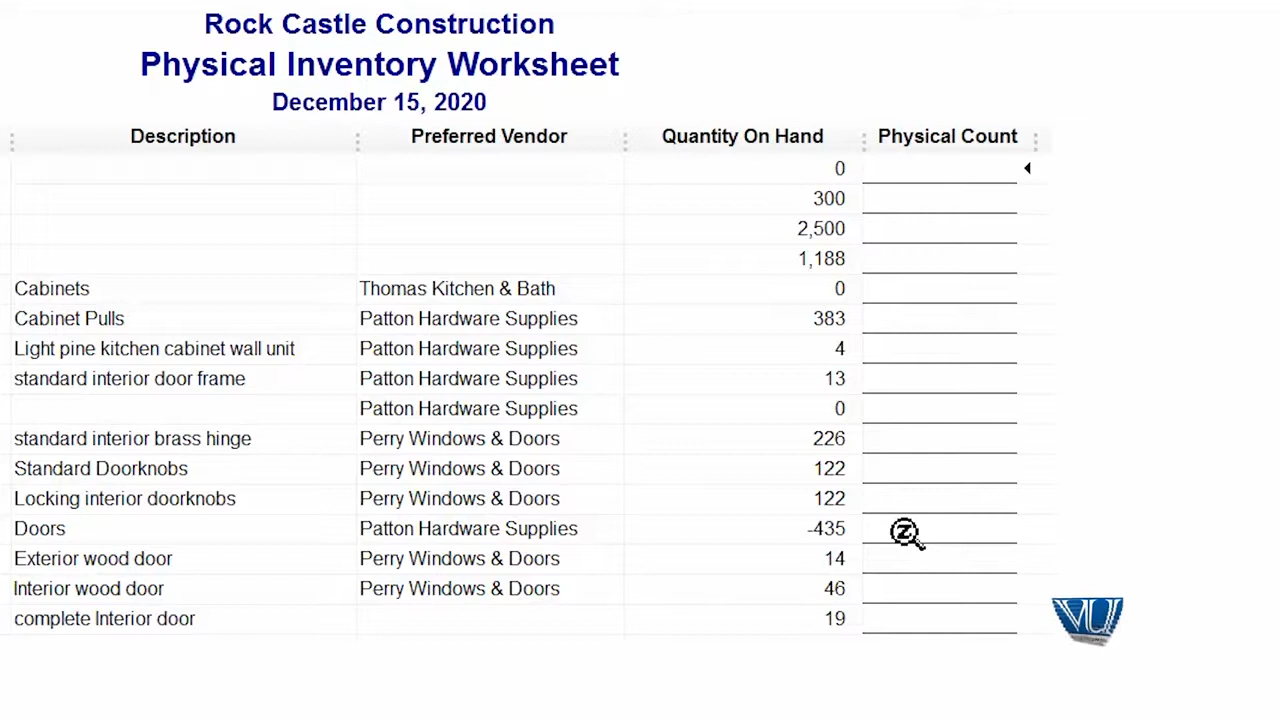 Rock Castle Construction
Physical Inventory Worksheet
December 15, 2020
Description Preferred Vendor Quantity On Hand Physical Count
0
300
2,500
1,188
Cabinets Thomas Kitchen & Bath 0
Cabinet Pulls Patton Hardware Supplies 383
Light pine kitchen cabinet wall unit Patton Hardware Supplies 4
standard interior door frame Patton Hardware Supplies 13
Patton Hardware Supplies 0
standard interior brass hinge Perry Windows & Doors 226
Standard Doorknobs Perry Windows & Doors 122
Locking interior doorknobs Perry Windows & Doors 122
Doors Patton Hardware Supplies -435
Exterior wood door Perry Windows & Doors 14
Interior wood door Perry Windows & Doors 46
complete Interior door 19
VU